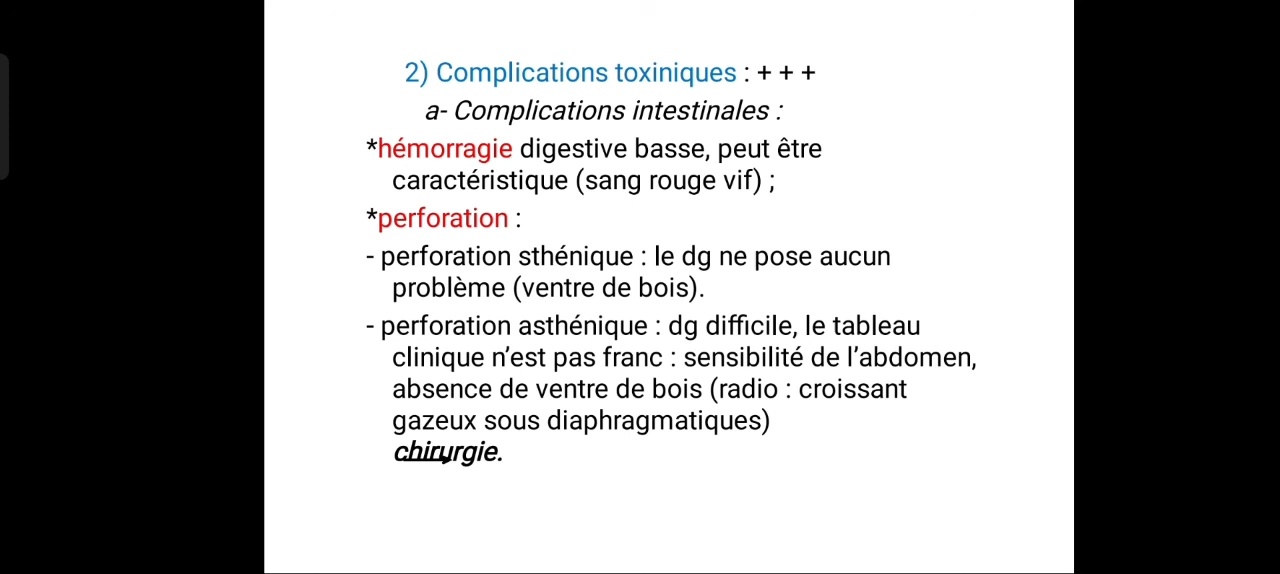 2) Complications toxiniques : + + +
a- Complications intestinales :
*hémorragie digestive basse, peut être
caractéristique (sang rouge vif) ;
*perforation :
- perforation sthénique : le dg ne pose aucun
problème (ventre de bois).
- perforation asthénique : dg difficile, le tableau
clinique n’est pas franc : sensibilité de l’abdomen,
absence de ventre de bois (radio : croissant
gazeux sous diaphragmatiques)
chirurgie.